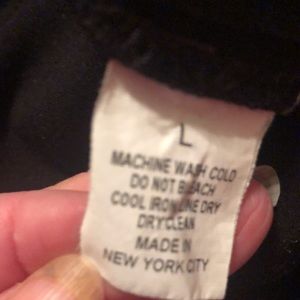 L
MACHINE WASH COLD
DO NOT BLEACH
COOL IRON LINE DRY
DRY CLEAN
MADE IN
NEW YORK CITY